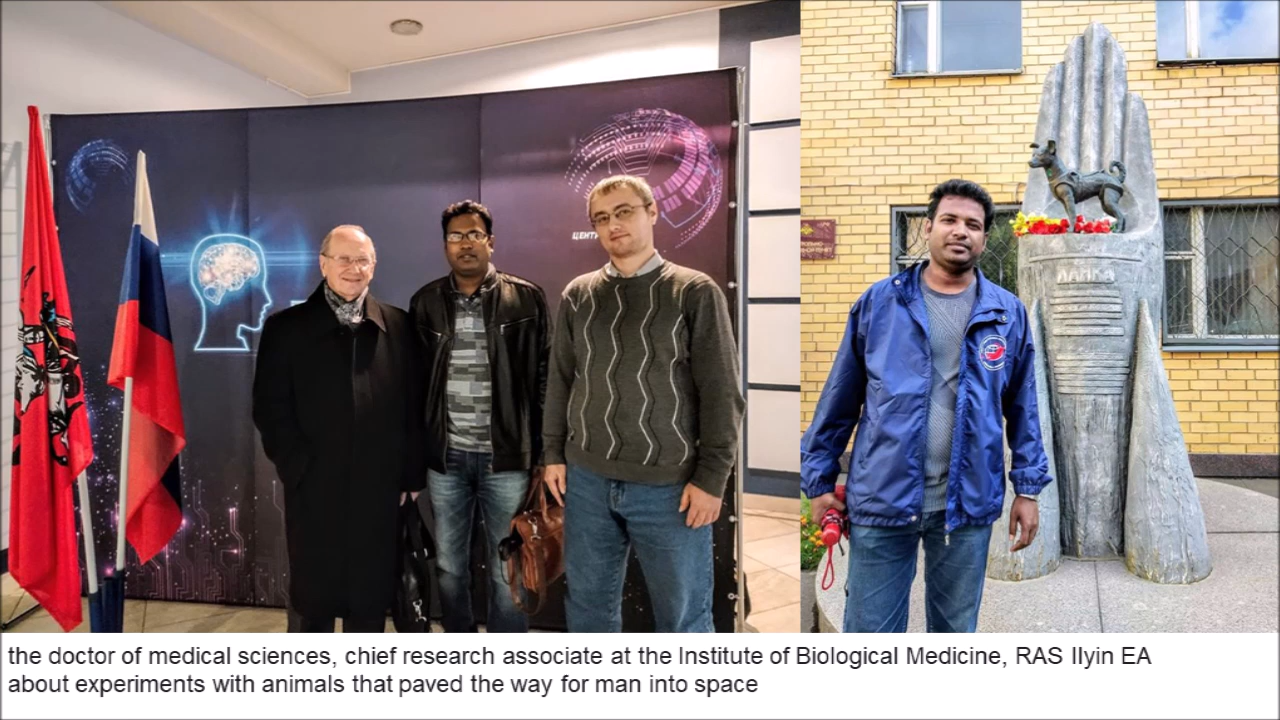 ЦЕНТ
ЛАЙКА
the doctor of medical sciences, chief research associate at the Institute of Biological Medicine, RAS Ilyin EA
about experiments with animals that paved the way for man into space